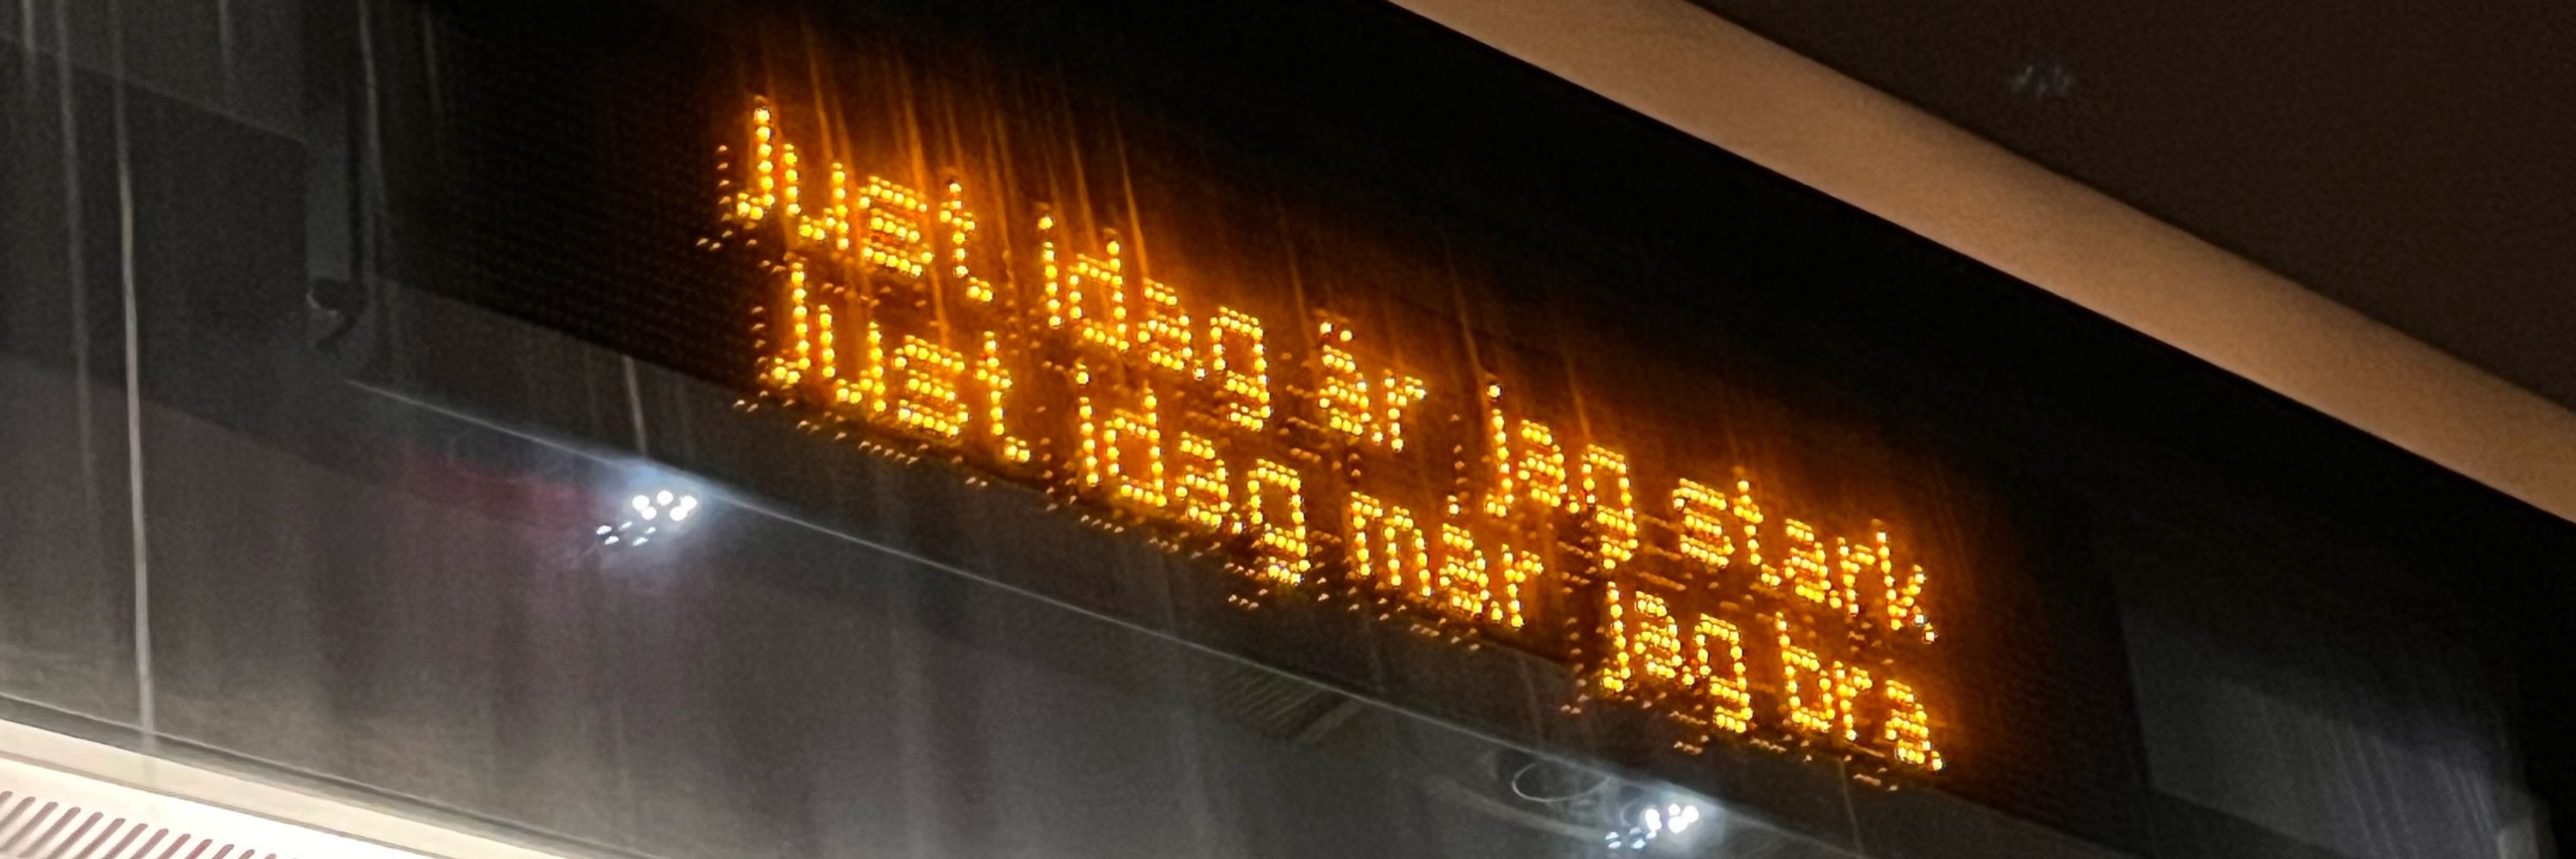 Just idag är jag stark
Just idag mår jag bra